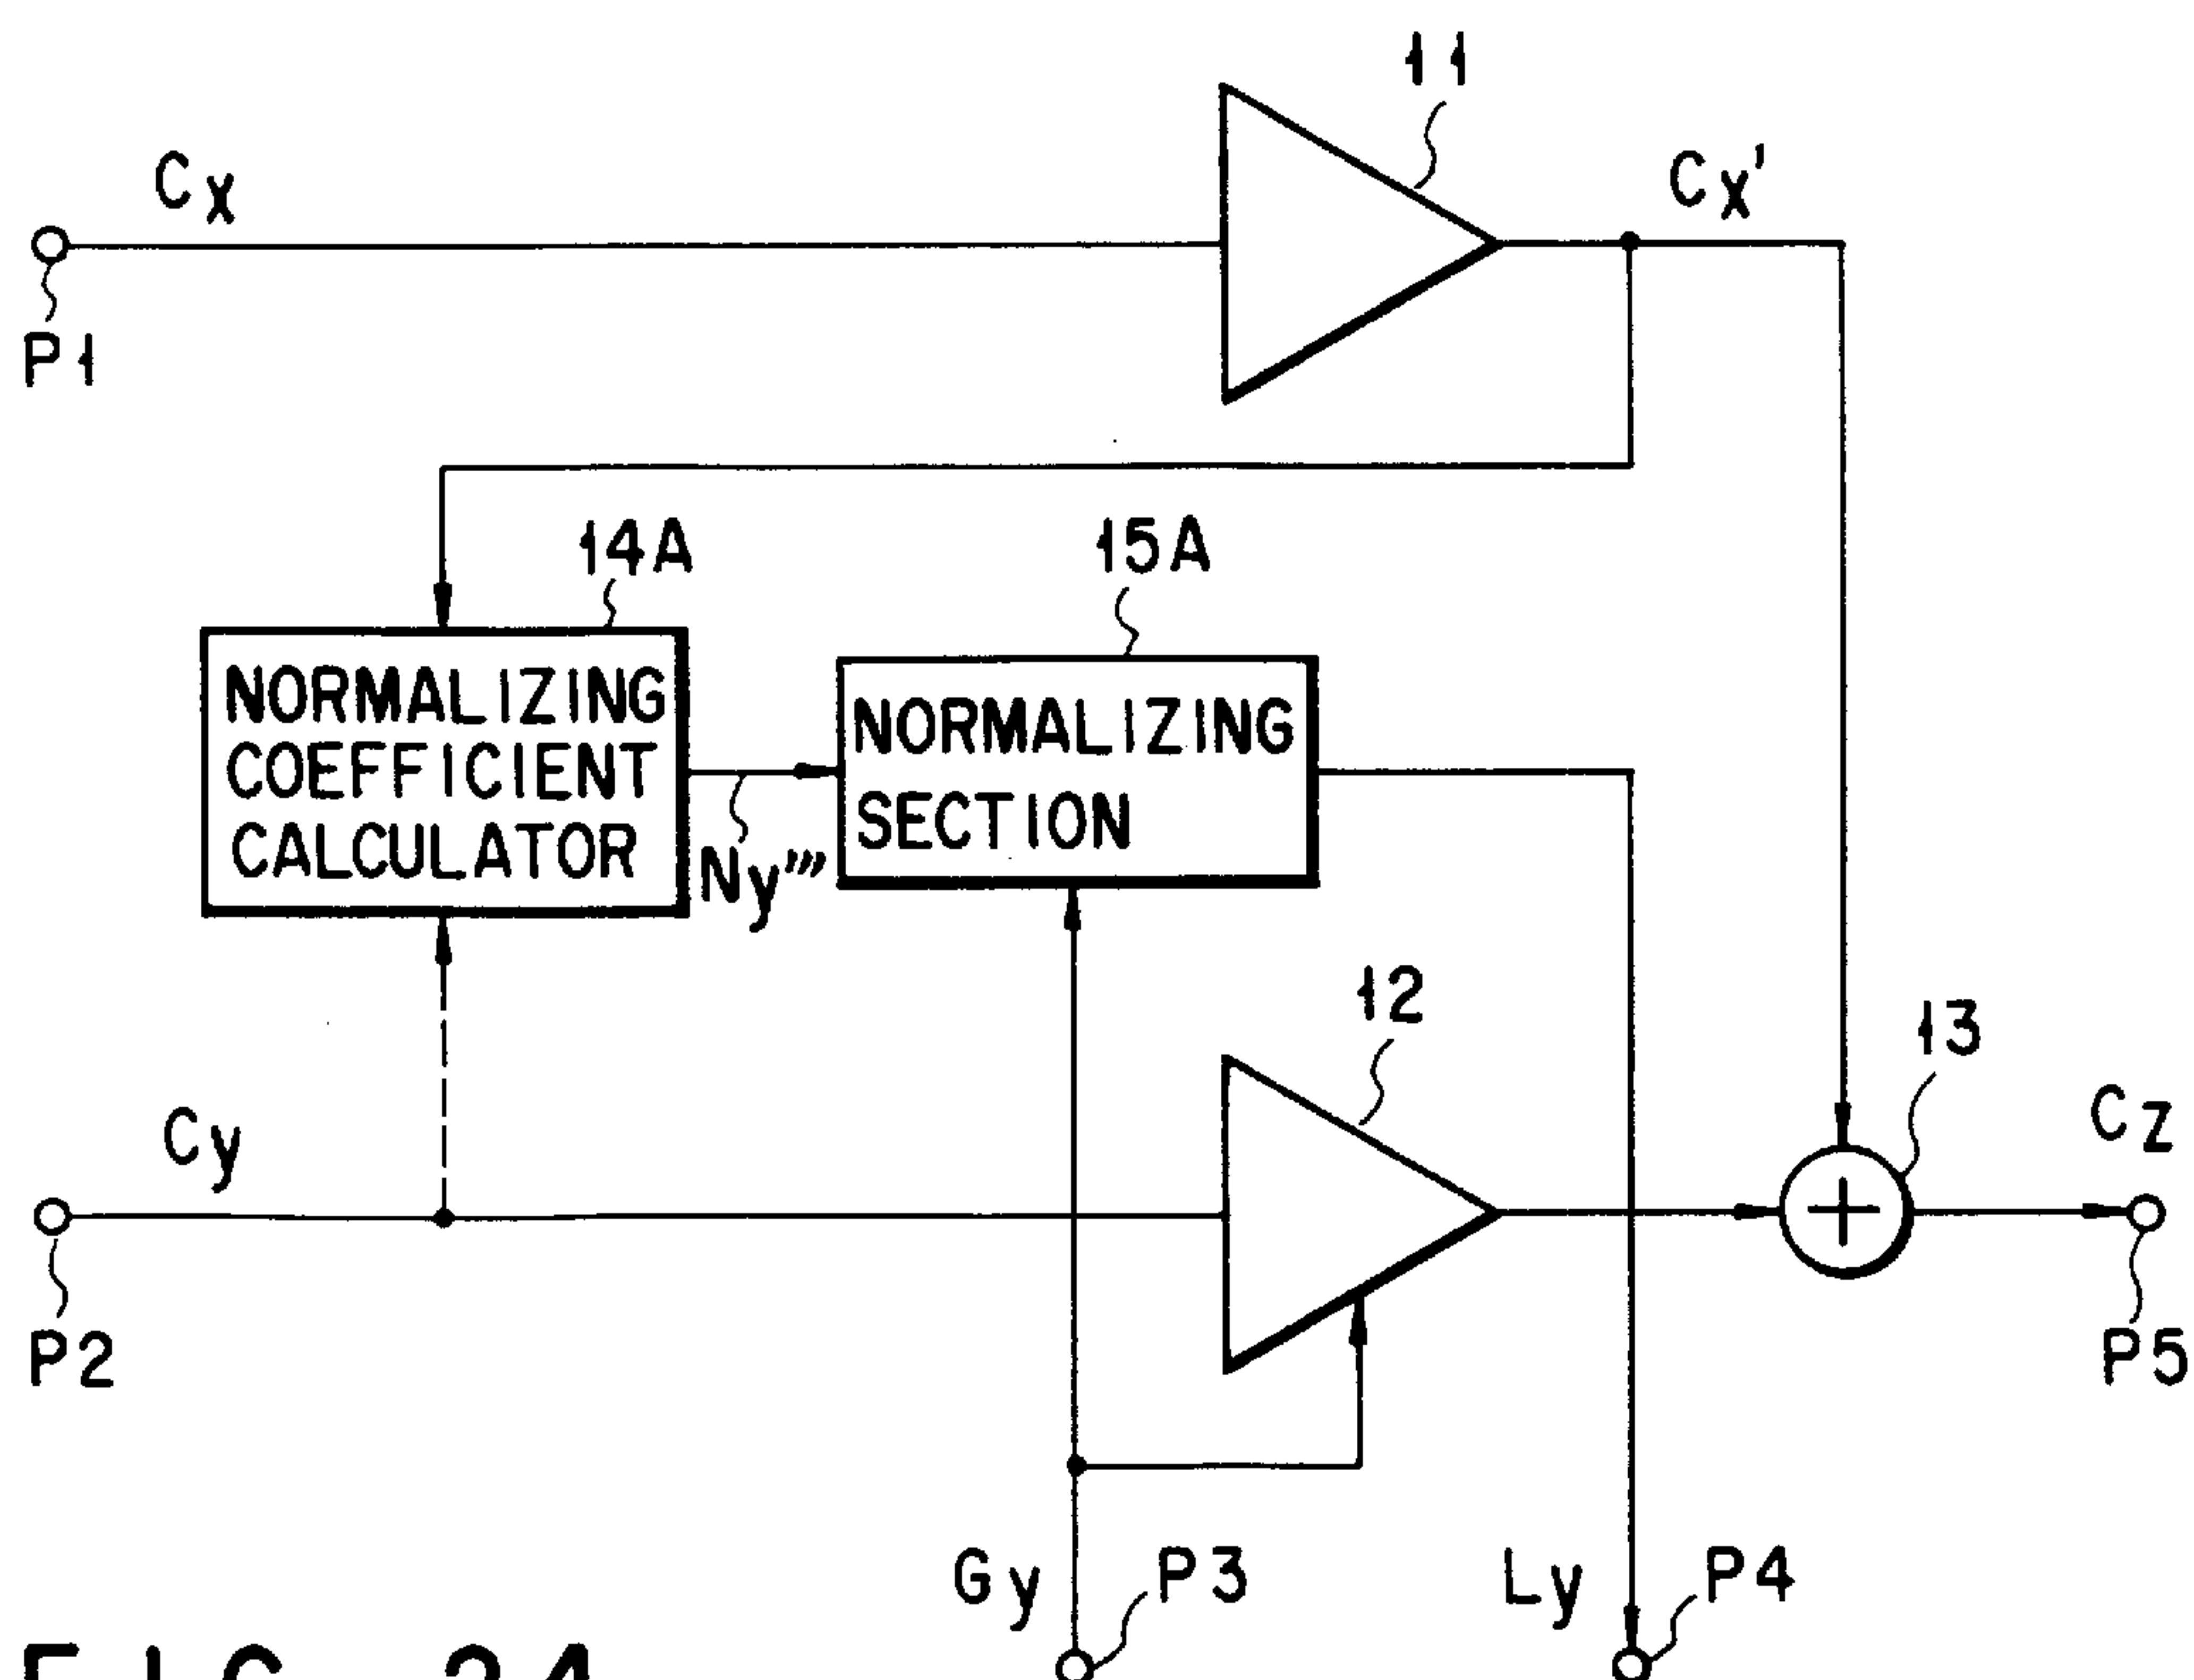 11
Cx
Cx'
P1
14A
15A
NORMALIZING
COEFFICIENT
CALCULATOR
NORMALIZING
SECTION
Ny'''
12
13
Cy
Cz
P2
P5
Gy
P3
Ly
P4